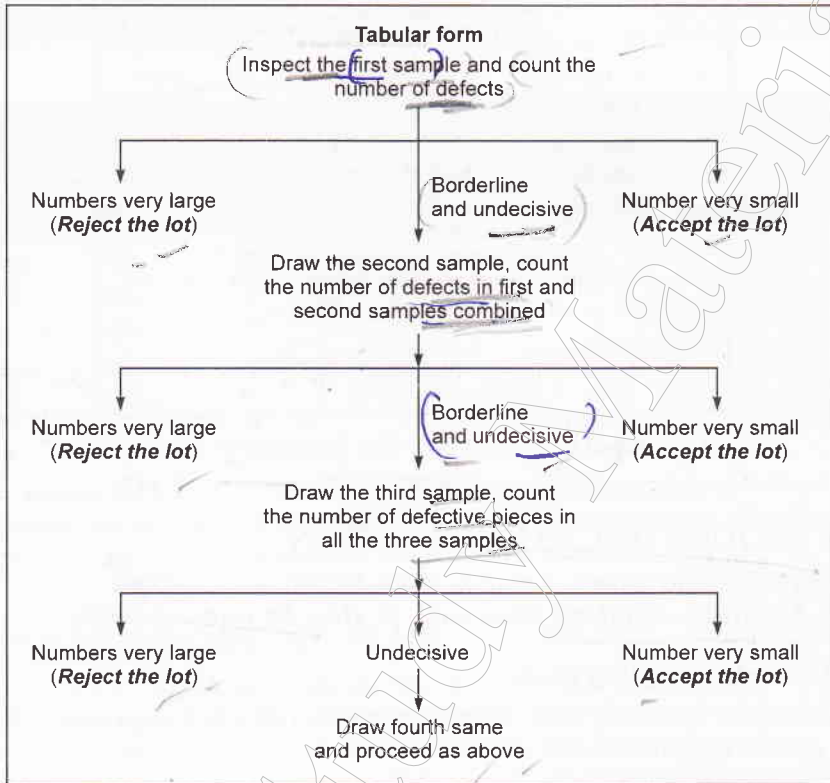 Tabular form
Inspect the first sample and count the
number of defects
Numbers very large
(Reject the lot)
Borderline
and undecisive
Number very small
(Accept the lot)
Draw the second sample, count
the number of defects in first and
second samples combined
Numbers very large
(Reject the lot)
Borderline
and undecisive
Number very small
(Accept the lot)
Draw the third sample, count
the number of defective pieces in
all the three samples
Numbers very large
(Reject the lot)
Undecisive
Number very small
(Accept the lot)
Draw fourth same
and proceed as above